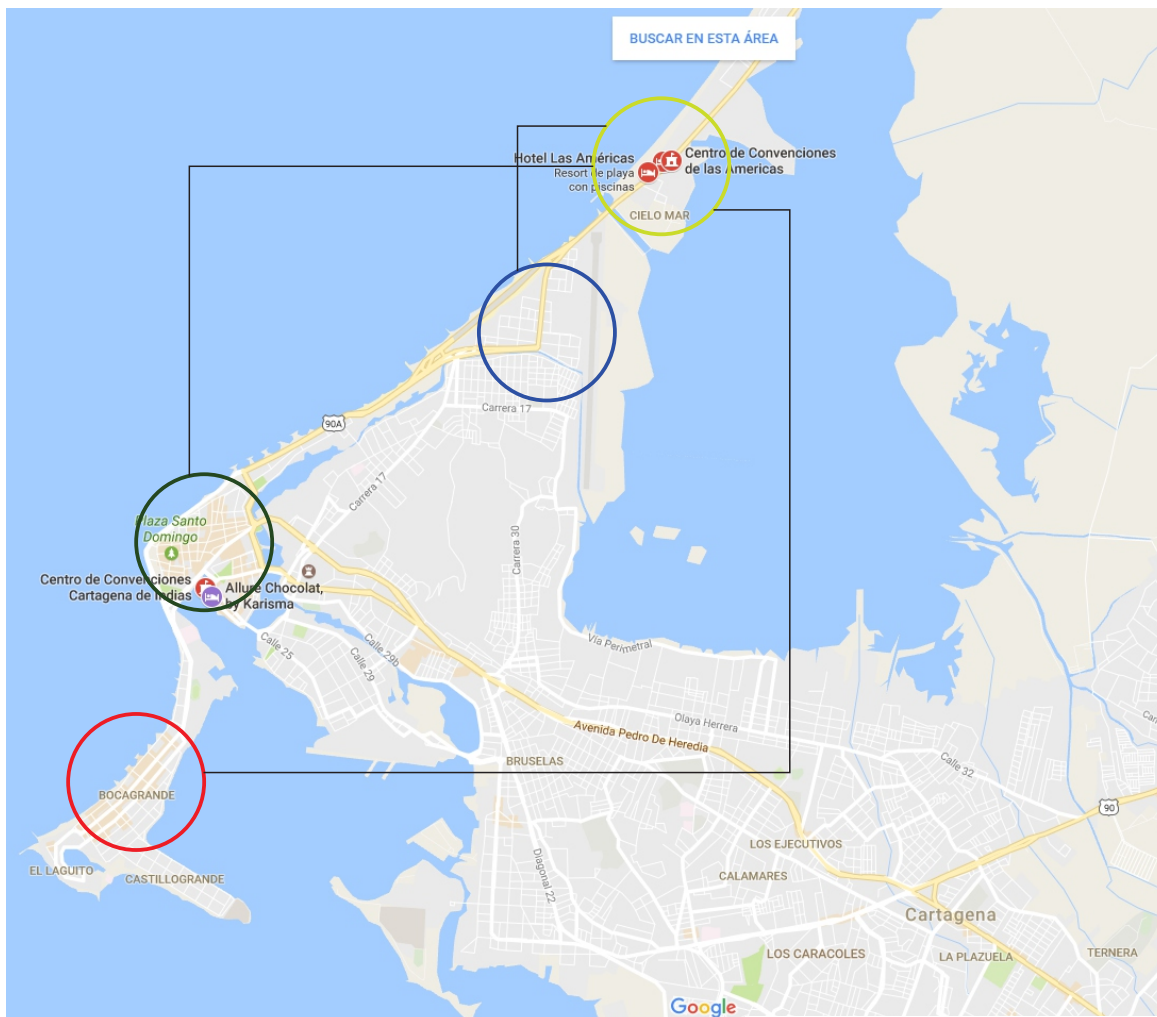 BUSCAR EN ESTA ÁREA
Hotel Las Américas
Resort de playa
con piscinas
Centro de Convenciones
de las Americas
CIELO MAR
Carrera 17
90A
Carrera 17
Plaza Santo
Domingo
Carrera 30
Centro de Convenciones
Cartagena de Indias
Allure Chocolat,
by Karisma
Calle 25
Calle 29
Calle 29b
Vía Perimetral
Olaya Herrera
Avenida Pedro De Heredia
BRUSELAS
Calle 32
BOCAGRANDE
90
LOS EJECUTIVOS
EL LAGUITO
CASTILLOGRANDE
Diagonal 22
CALAMARES
Cartagena
LOS CARACOLES
LA PLAZUELA
TERNERA
Google